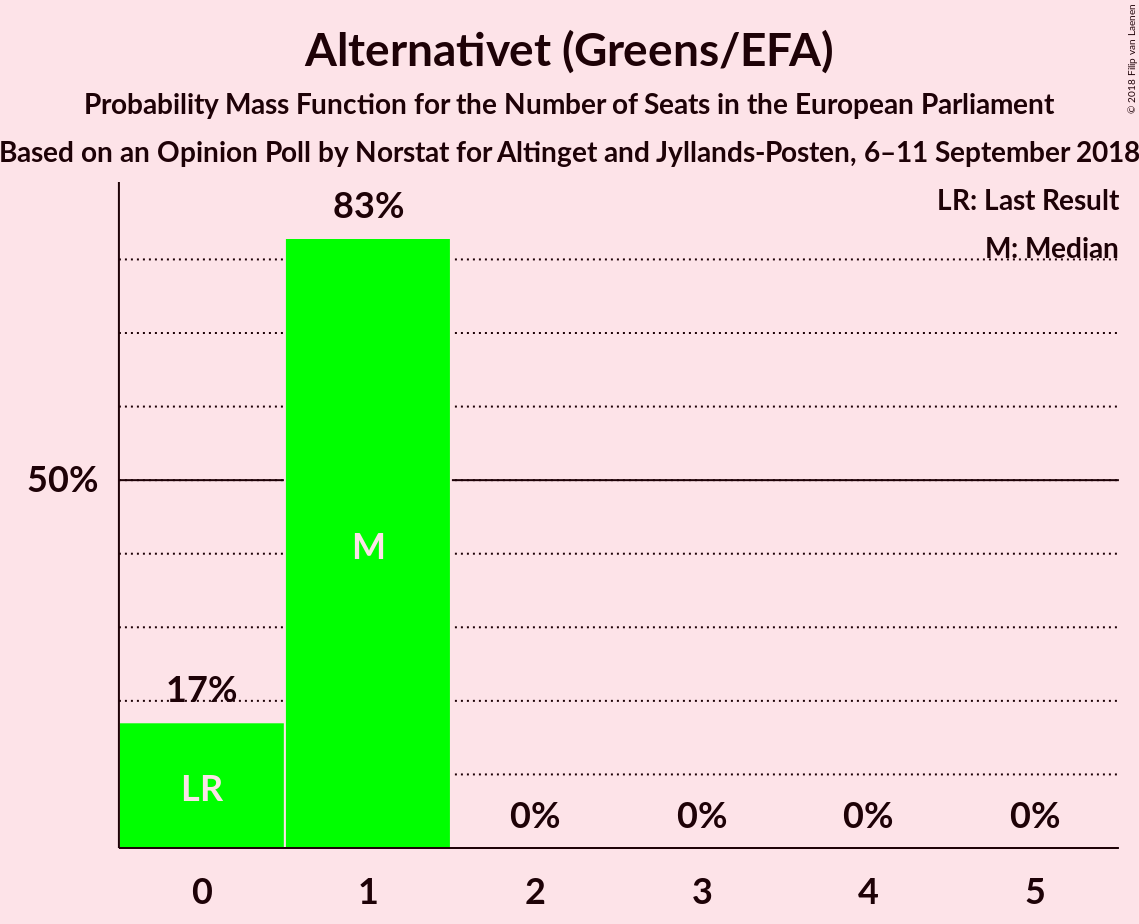 Alternativet (Greens/EFA)
Probability Mass Function for the Number of Seats in the European Parliament
Based on an Opinion Poll by Norstat for Altinget and Jyllands-Posten, 6–11 September 2018
© 2018 Filip van Laenen
LR: Last Result
M: Median
83%
50%
M
17%
LR
0% 0% 0% 0%
0 1 2 3 4 5